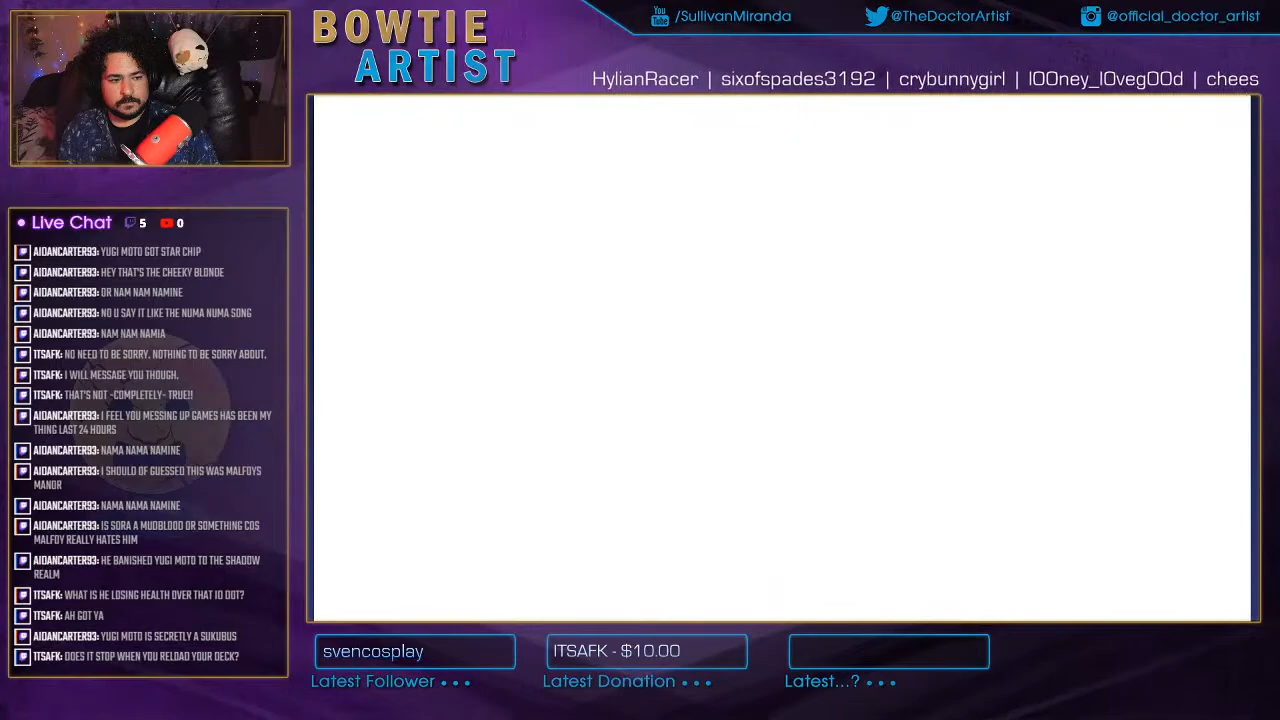 BOWTIE
ARTIST
You
Tube
/SullivanMiranda
@TheDoctorArtist
@official_doctor_artist
HylianRacer | sixofspades3192 | crybunnygirl | l00ney_l0veg00d | chees
Live Chat 5 0
AIDANCARTER93: YUGI MOTO GOT STAR CHIP
AIDANCARTER93: HEY THAT'S THE CHEEKY BLONDE
AIDANCARTER93: OR NAM NAM NAMINE
AIDANCARTER93: NO U SAY IT LIKE THE NUMA NUMA SONG
AIDANCARTER93: NAM NAM NAMIA
ITSAFK: NO NEED TO BE SORRY. NOTHING TO BE SORRY ABOUT.
ITSAFK: I WILL MESSAGE YOU THOUGH.
ITSAFK: THAT'S NOT -COMPLETELY- TRUE!!
AIDANCARTER93: I FEEL YOU MESSING UP GAMES HAS BEEN MY
THING LAST 24 HOURS
AIDANCARTER93: NAMA NAMA NAMINE
AIDANCARTER93: I SHOULD OF GUESSED THIS WAS MALFOYS
MANOR
AIDANCARTER93: NAMA NAMA NAMINE
AIDANCARTER93: IS SORA A MUDBLOOD OR SOMETHING COS
MALFOY REALLY HATES HIM
AIDANCARTER93: HE BANISHED YUGI MOTO TO THE SHADOW
REALM
ITSAFK: WHAT IS HE LOSING HEALTH OVER THAT ID DOT?
ITSAFK: AH GOT YA
AIDANCARTER93: YUGI MOTO IS SECRETLY A SUKUBUS
ITSAFK: DOES IT STOP WHEN YOU RELOAD YOUR DECK?
svencosplay
Latest Follower • • •
ITSAFK - $10.00
Latest Donation • • •
Latest...? • • •